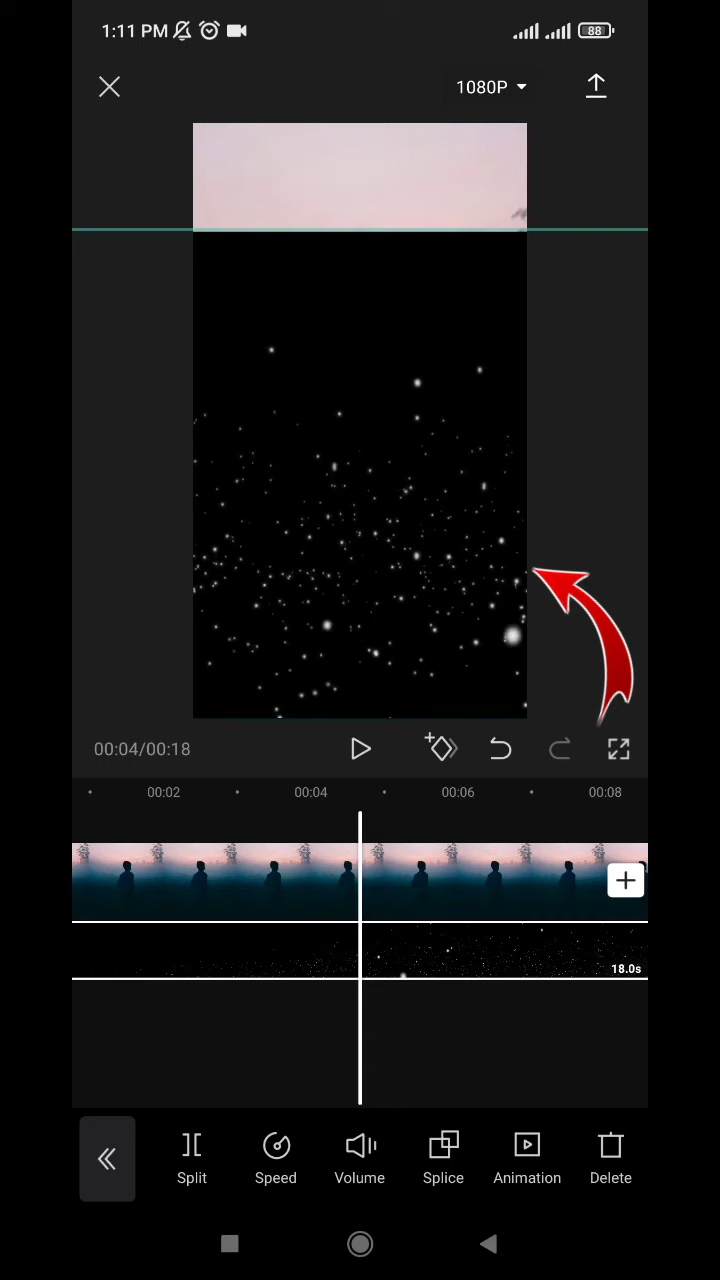 1:11 PM 88
1080P
00:04/00:18
00:02 00:04 00:06 00:08
18.0s
Split Speed Volume Splice Animation Delete